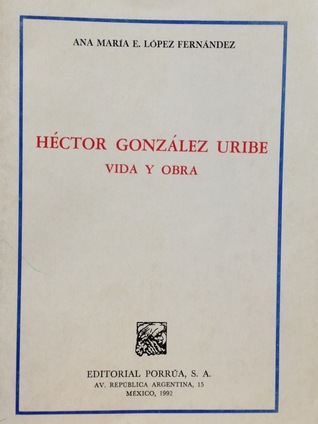 ANA MARÍA E. LÓPEZ FERNÁNDEZ
HÉCTOR GONZÁLEZ URIBE
VIDA Y OBRA
EDITORIAL PORRÚA, S. A.
AV. REPÚBLICA ARGENTINA, 15
MÉXICO, 1992